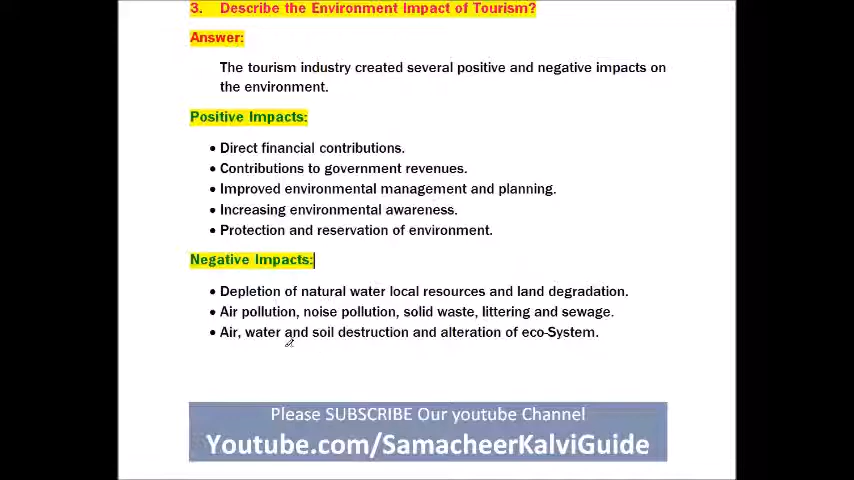 3. Describe the Environment Impact of Tourism?
Answer:
The tourism industry created several positive and negative impacts on
the environment.
Positive Impacts:
• Direct financial contributions.
• Contributions to government revenues.
• Improved environmental management and planning.
• Increasing environmental awareness.
• Protection and reservation of environment.
Negative Impacts:
• Depletion of natural water local resources and land degradation.
• Air pollution, noise pollution, solid waste, littering and sewage.
• Air, water and soil destruction and alteration of eco-System.
Please SUBSCRIBE Our youtube Channel
Youtube.com/SamacheerKalviGuide